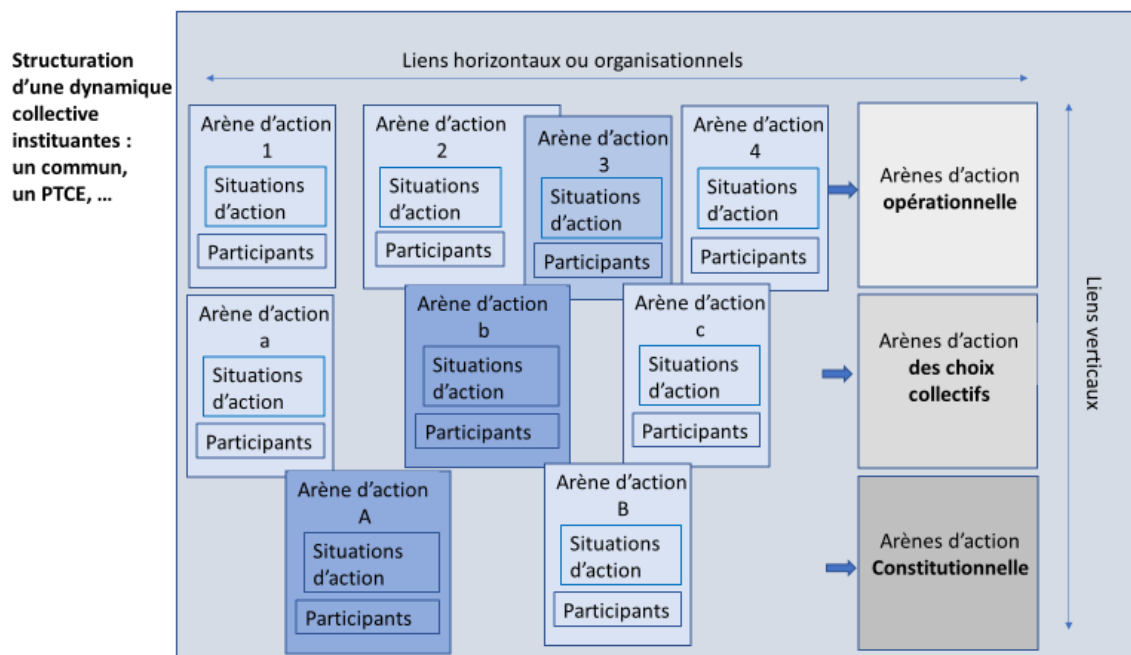 Structuration
d'une dynamique
collective
instituantes :
un commun,
un PTCE, ...
Liens horizontaux ou organisationnels
Arène d'action
1
Situations
d'action
Participants
Arène d'action
2
Situations
d'action
Participants
Arène d'action
3
Situations
d'action
Participants
Arène d'action
4
Situations
d'action
Participants
Arènes d'action
opérationnelle
Arène d'action
a
Situations
d'action
Participants
Arène d'action
b
Situations
d'action
Participants
Arène d'action
c
Situations
d'action
Participants
Arènes d'action
des choix
collectifs
Arène d'action
A
Situations
d'action
Participants
Arène d'action
B
Situations
d'action
Participants
Arènes d'action
Constitutionnelle
Liens verticaux